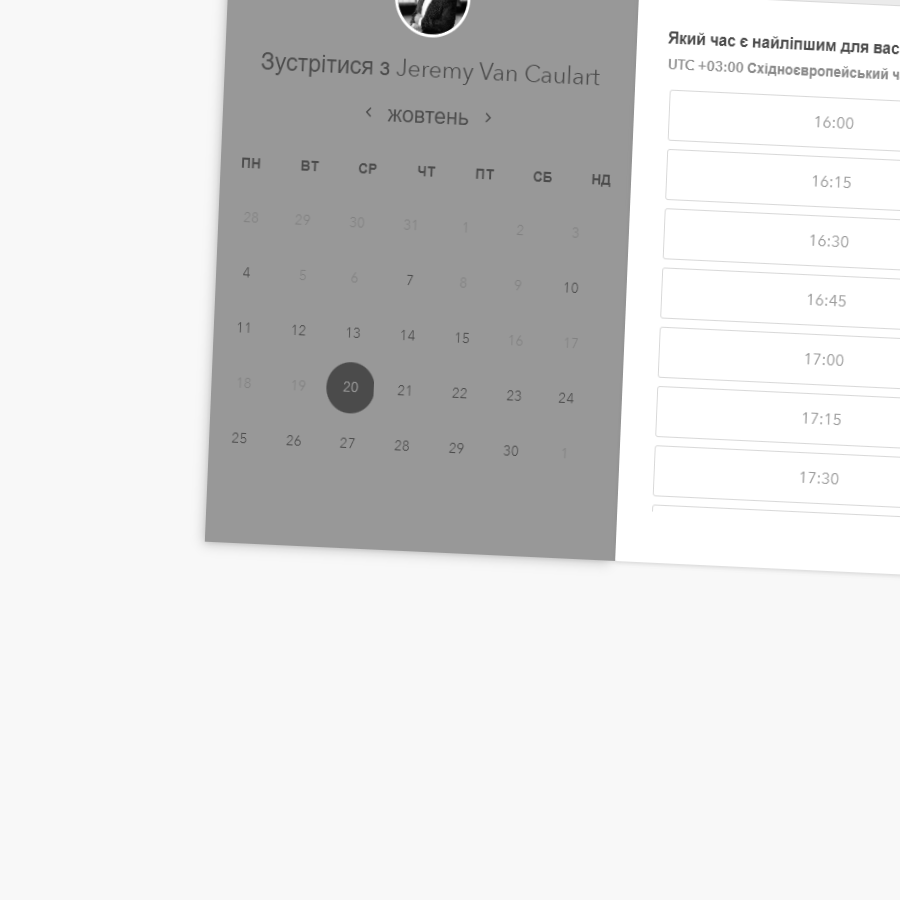 Зустрітися з Jeremy Van Caulart
‹ жовтень ›
ПН ВТ СР ЧТ ПТ СБ НД
28 29 30 31 1 2 3
4 5 6 7 8 9 10
11 12 13 14 15 16 17
18 19 20 21 22 23 24
25 26 27 28 29 30 1
Який час є найліпшим для вас
UTC +03:00 Східноєвропейський ч
16:00
16:15
16:30
16:45
17:00
17:15
17:30